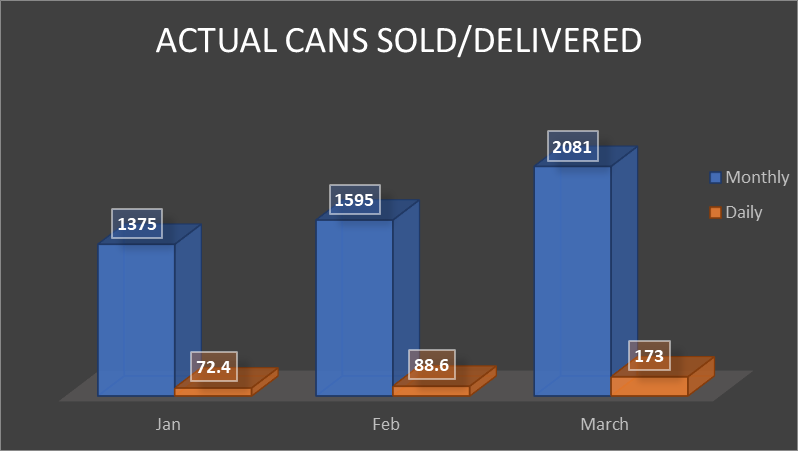 ACTUAL CANS SOLD/DELIVERED
2081
1595
1375
173
88.6
72.4
Monthly
Daily
Jan Feb March